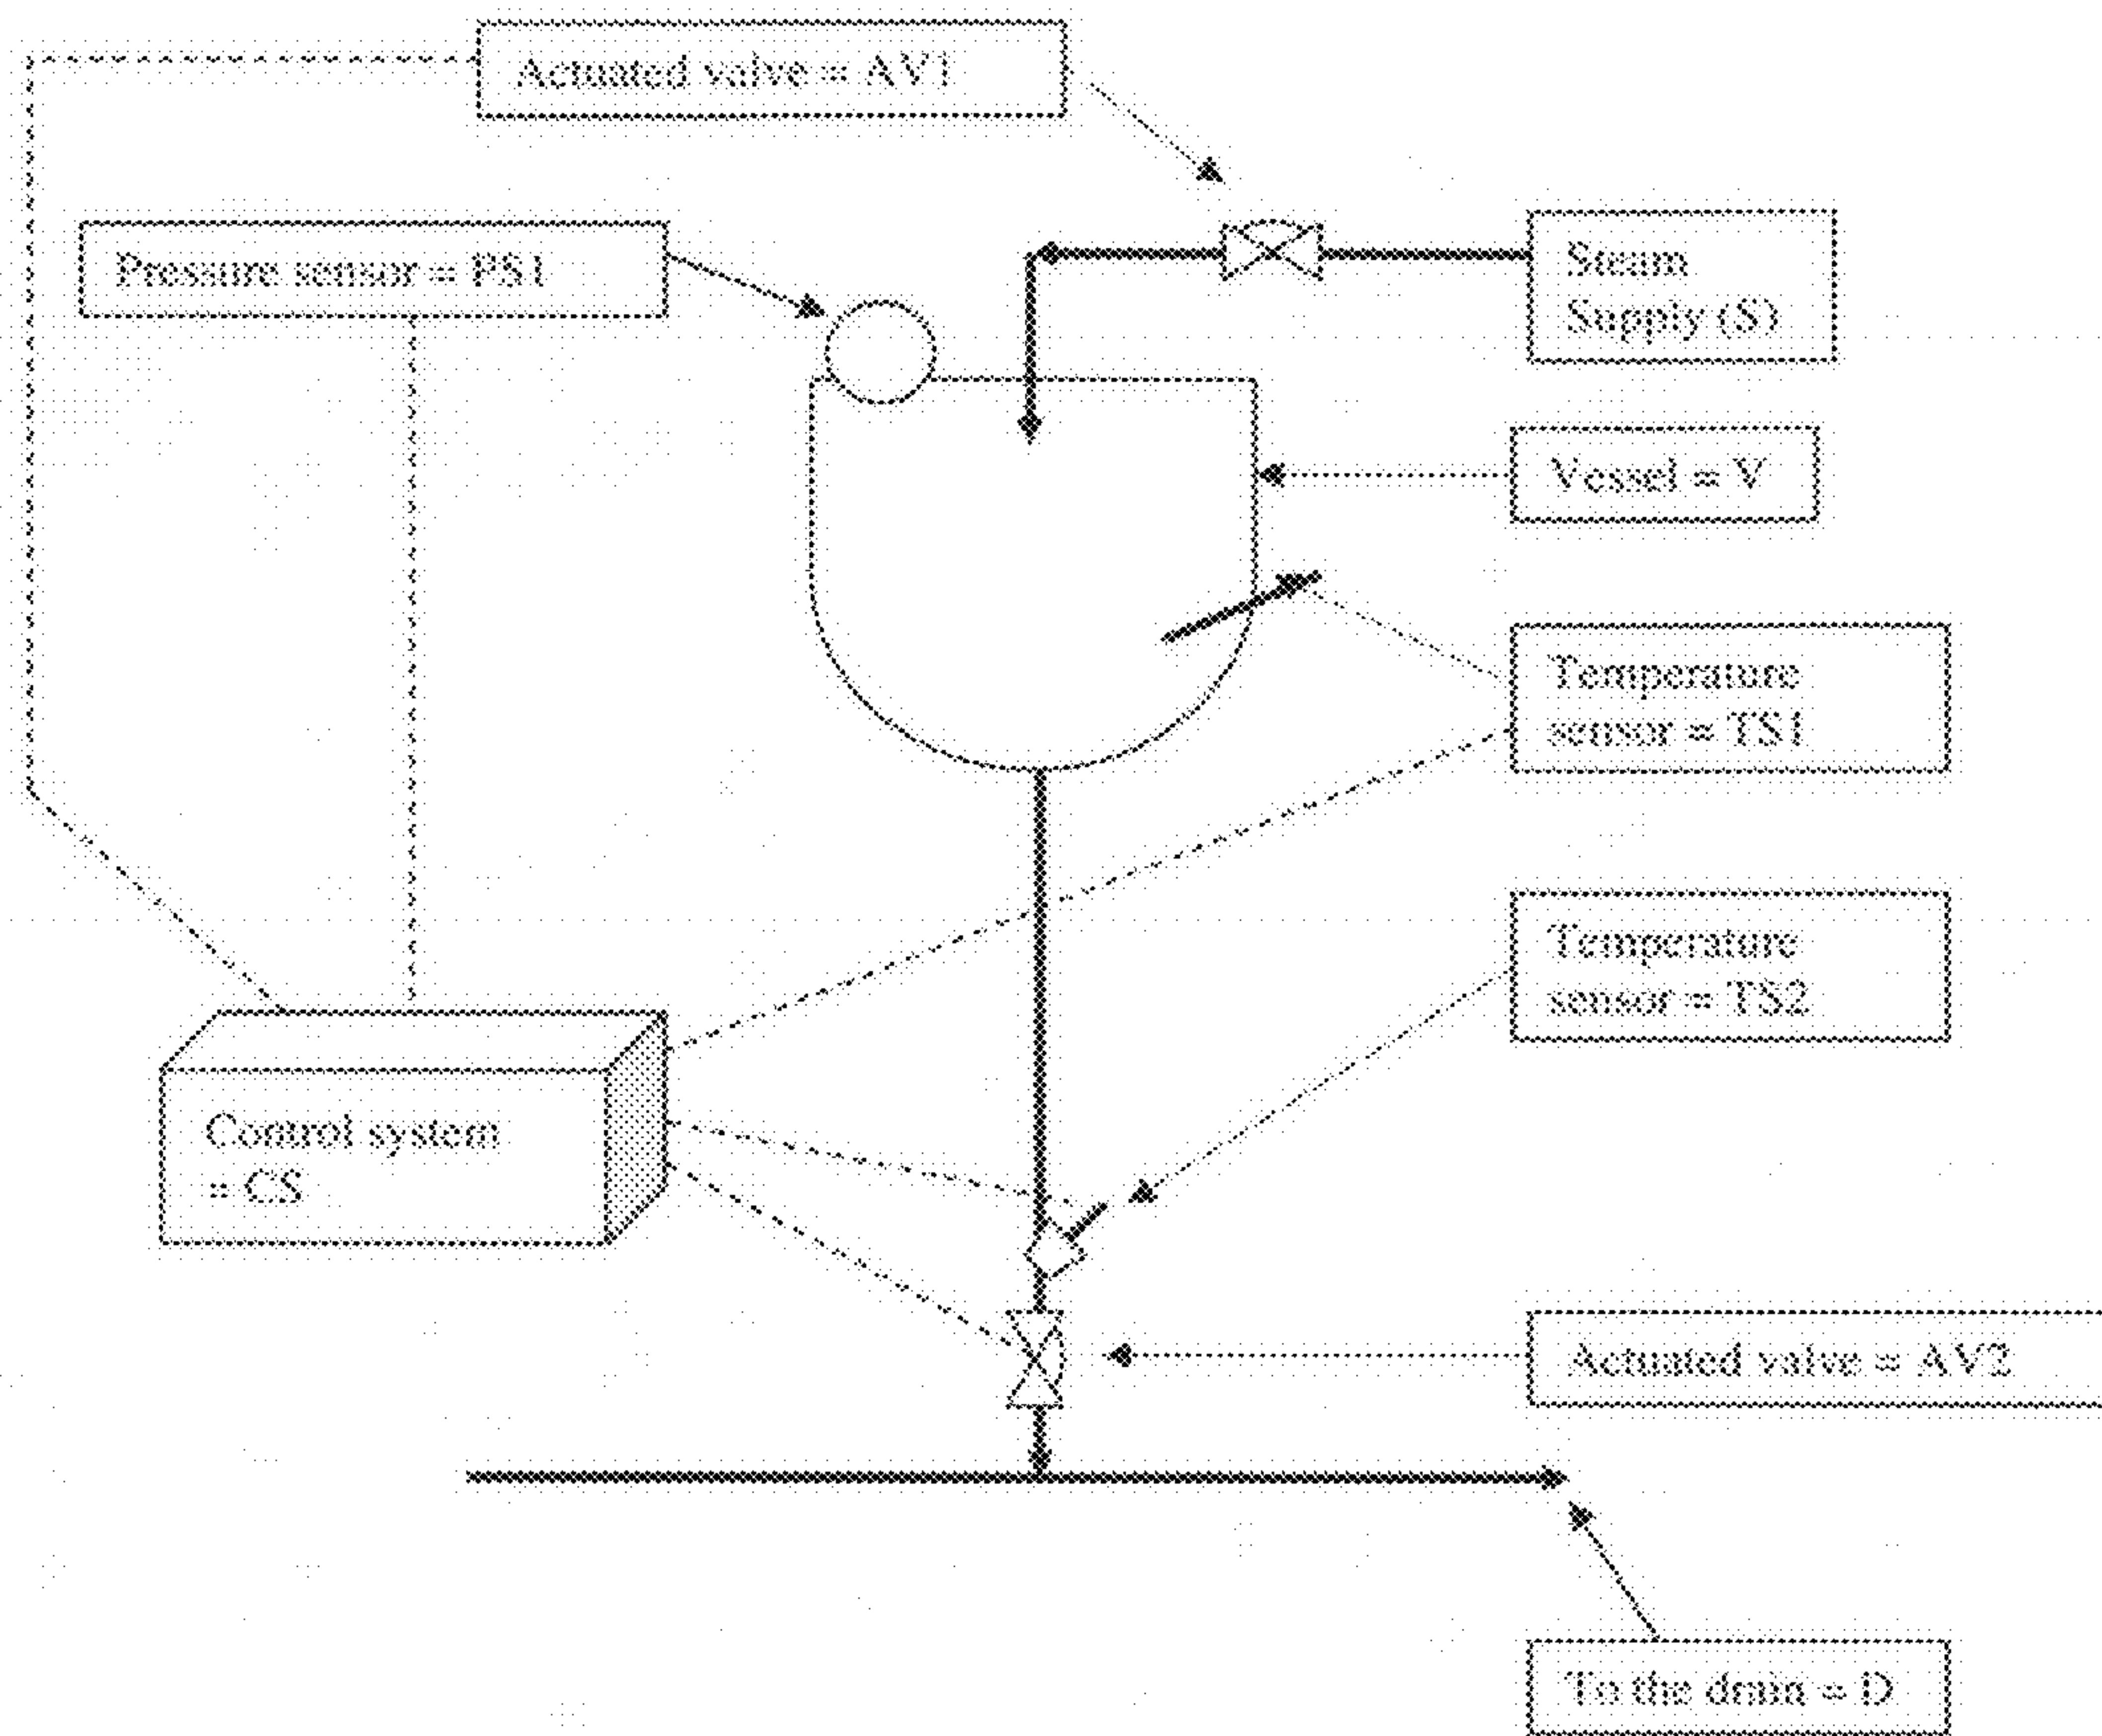 Actuated valve = AV1
Pressure sensor = PS1
Steam
Supply (S)
Vessel = V
Temperature
sensor = TS1
Temperature
sensor = TS2
Control system
= CS
Actuated valve = AV2
To the drain = D